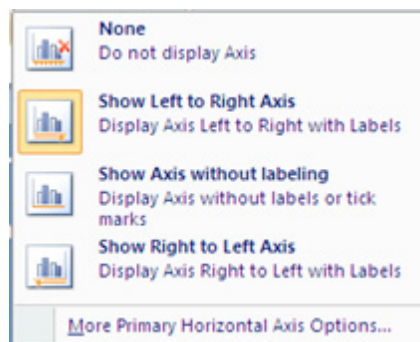 None
Do not display Axis
Show Left to Right Axis
Display Axis Left to Right with Labels
Show Axis without labeling
Display Axis without labels or tick
marks
Show Right to Left Axis
Display Axis Right to Left with Labels
More Primary Horizontal Axis Options...